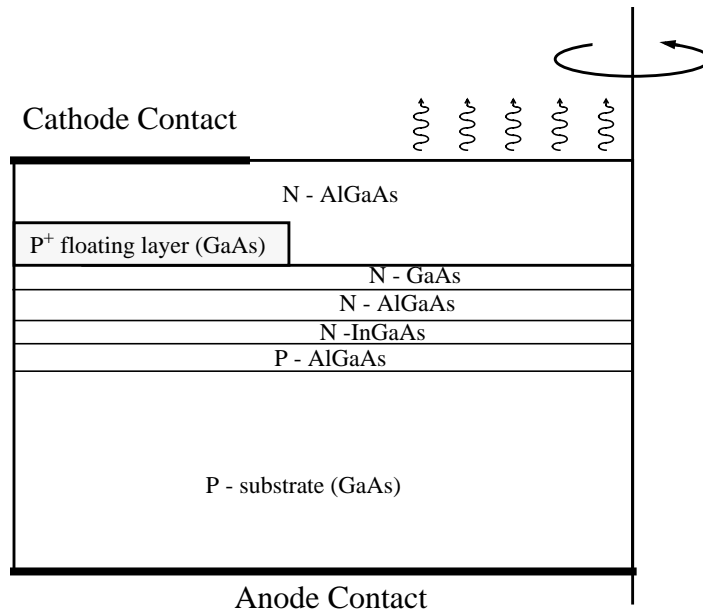 Cathode Contact
N - AlGaAs
P+ floating layer (GaAs)
N - GaAs
N - AlGaAs
N -InGaAs
P - AlGaAs
P - substrate (GaAs)
Anode Contact